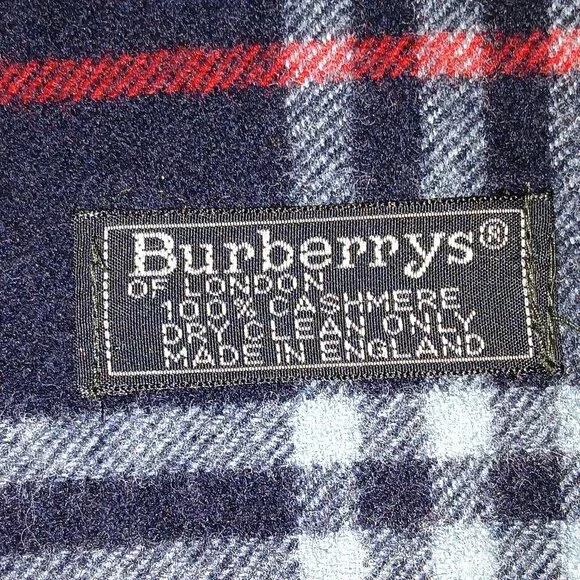 Burberrys®
OF LONDON
100% CASHMERE
DRY CLEAN ONLY
MADE IN ENGLAND